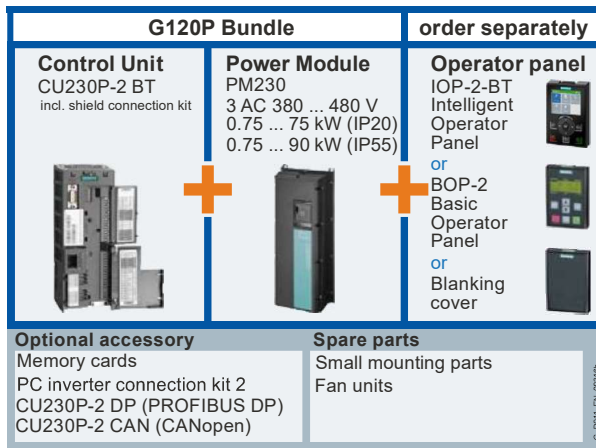 G120P Bundle
order separately
Control Unit
CU230P-2 BT
incl. shield connection kit
Power Module
PM230
3 AC 380 ... 480 V
0.75 ... 75 kW (IP20)
0.75 ... 90 kW (IP55)
Operator panel
IOP-2-BT
Intelligent
Operator
Panel
or
BOP-2
Basic
Operator
Panel
or
Blanking
cover
Optional accessory
Memory cards
PC inverter connection kit 2
CU230P-2 DP (PROFIBUS DP)
CU230P-2 CAN (CANopen)
Spare parts
Small mounting parts
Fan units